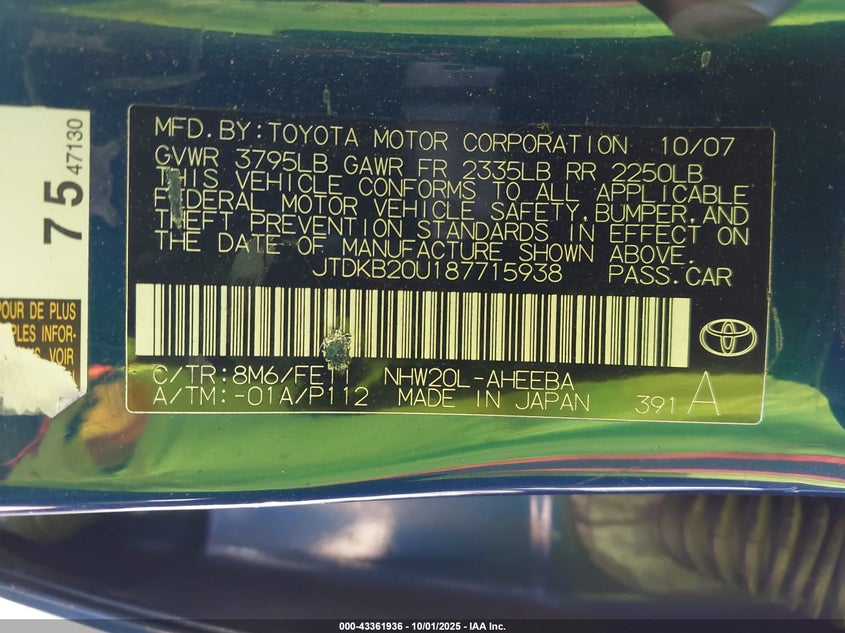 MFD. BY: TOYOTA MOTOR CORPORATION 10/07
GVWR 3795LB GAWR FR 2335LB RR 2250LB
THIS VEHICLE CONFORMS TO ALL APPLICABLE
FEDERAL MOTOR VEHICLE SAFETY, BUMPER, AND
THEFT PREVENTION STANDARDS IN EFFECT ON
THE DATE OF MANUFACTURE SHOWN ABOVE.
JTDKB20U187715938 PASS. CAR
C/TR: 8M6/FE11 NHW20L-AHEEBA
A/TM: -01A/P112 MADE IN JAPAN 391 A
75 47130
POUR DE PLUS
PLES INFOR-
VOIR
000-43361936 - 10/01/2025 - IAA Inc.